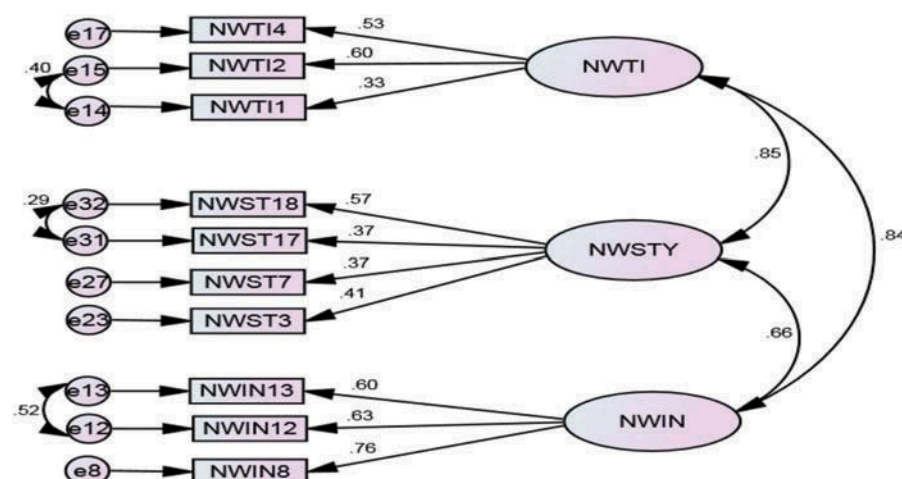 e17 NWTI4 .53
.40 e15 NWTI2 .60 NWTI
e14 NWTI1 .33
.85
e32 NWST18 .57
.29 e31 NWST17 .37 NWSTY .84
e27 NWST7 .37
e23 NWST3 .41
.66
e13 NWIN13 .60
.52 e12 NWIN12 .63 NWIN
e8 NWIN8 .76